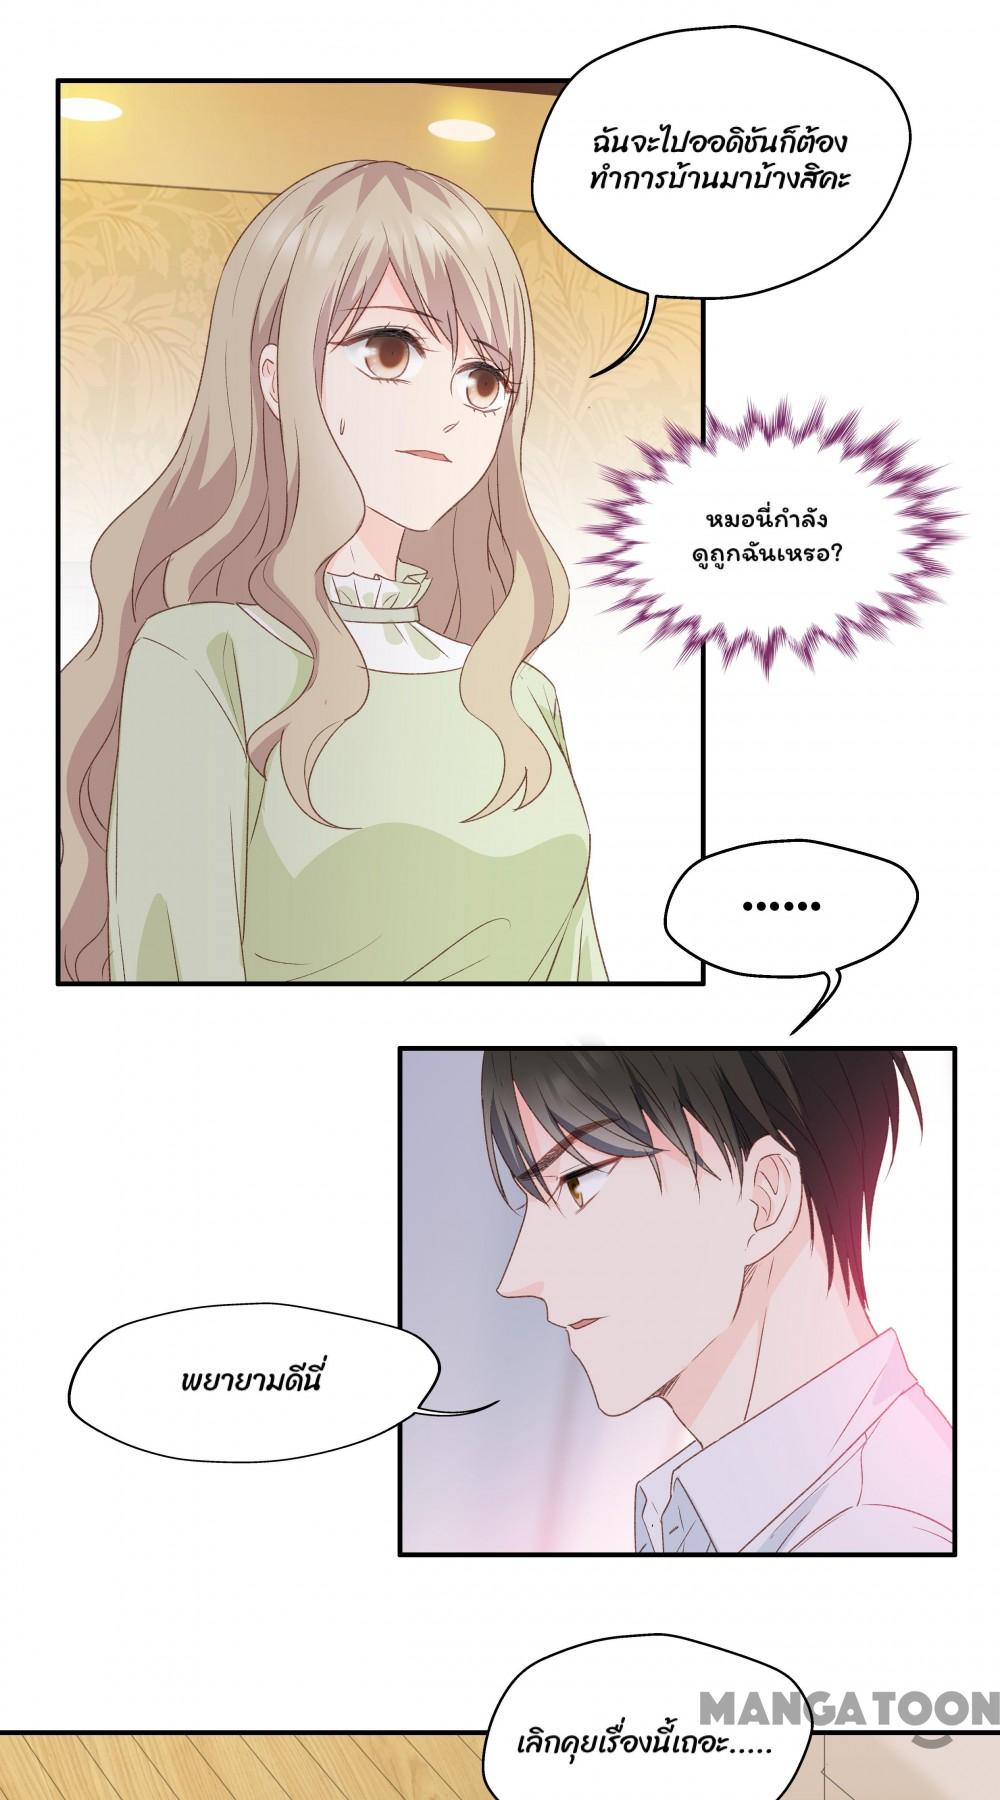 ฉันจะไปออดิชันก็ต้อง
ทำการบ้านมาบ้างสิคะ
หมอนี่กำลัง
ดูถูกฉันเหรอ?
......
พยายามดีนี่
MANGATOON
เลิกคุยเรื่องนี้เถอะ.....